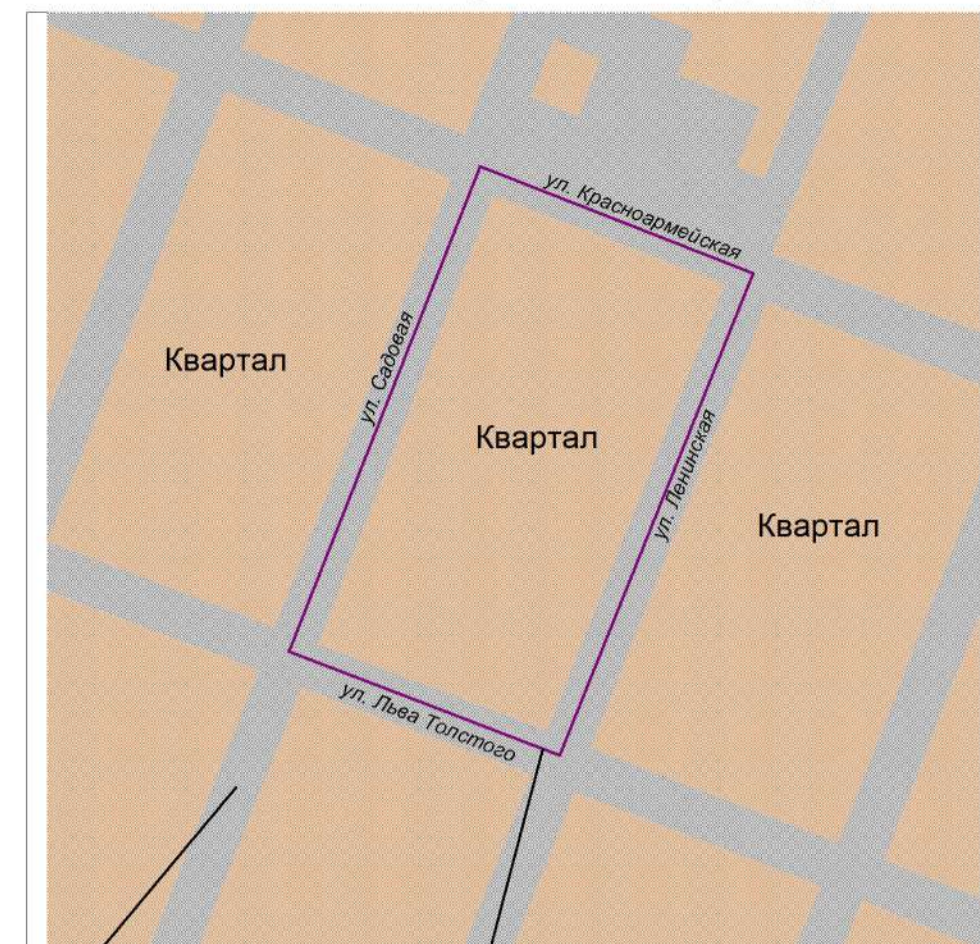 ул. Красноармейская
ул. Садовая
Квартал
Квартал
ул. Ленинская
Квартал
ул. Льва Толстого